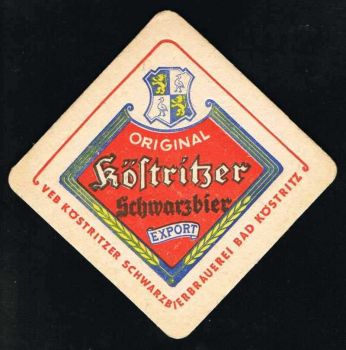 ORIGINAL
Köſtritzer
Schwarzbier
EXPORT
VEB KÖSTRITZER SCHWARZBIERBRAUEREI BAD KÖSTRITZ